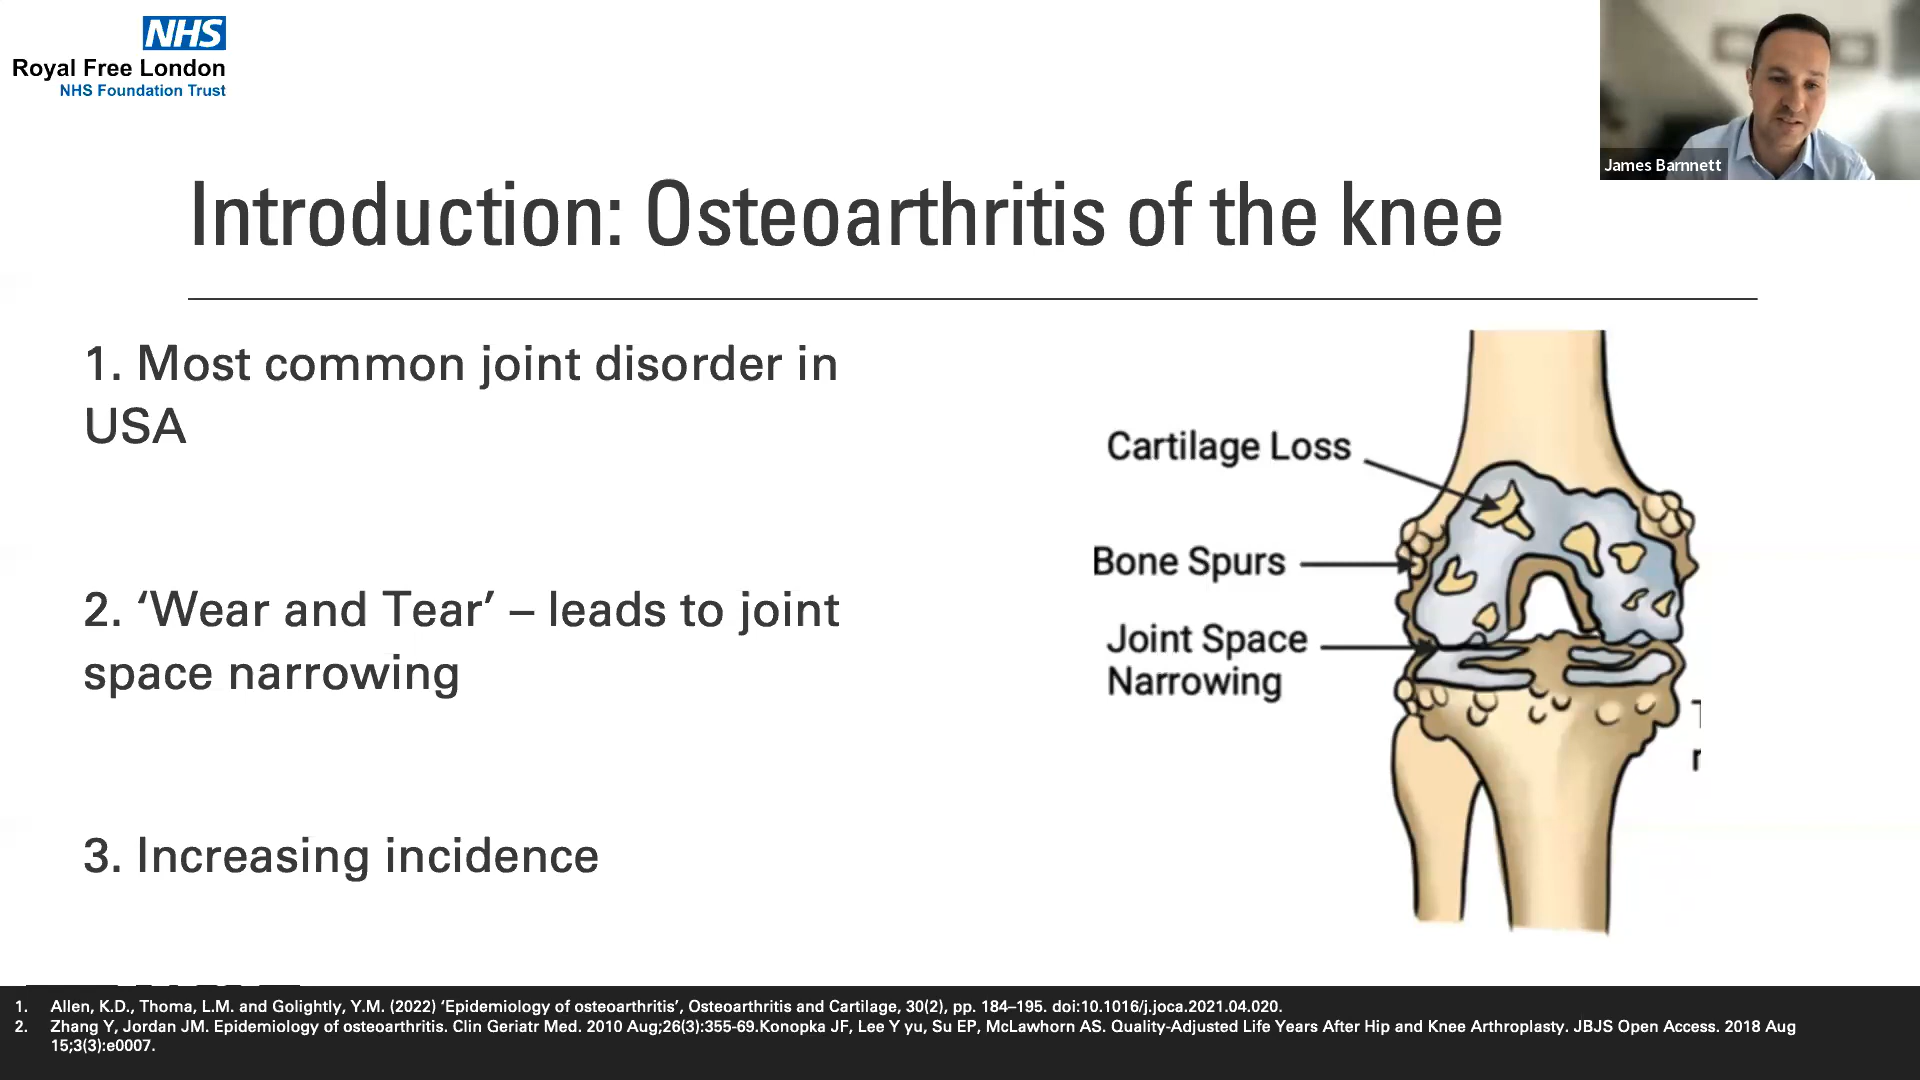 NHS
Royal Free London
NHS Foundation Trust
James Barnnett
Introduction: Osteoarthritis of the knee
1. Most common joint disorder in
USA
2. ‘Wear and Tear’ – leads to joint
space narrowing
3. Increasing incidence
Cartilage Loss
Bone Spurs
Joint Space
Narrowing
1. Allen, K.D., Thoma, L.M. and Golightly, Y.M. (2022) ‘Epidemiology of osteoarthritis’, Osteoarthritis and Cartilage, 30(2), pp. 184–195. doi:10.1016/j.joca.2021.04.020.
2. Zhang Y, Jordan JM. Epidemiology of osteoarthritis. Clin Geriatr Med. 2010 Aug;26(3):355-69.Konopka JF, Lee Y yu, Su EP, McLawhorn AS. Quality-Adjusted Life Years After Hip and Knee Arthroplasty. JBJS Open Access. 2018 Aug
15;3(3):e0007.